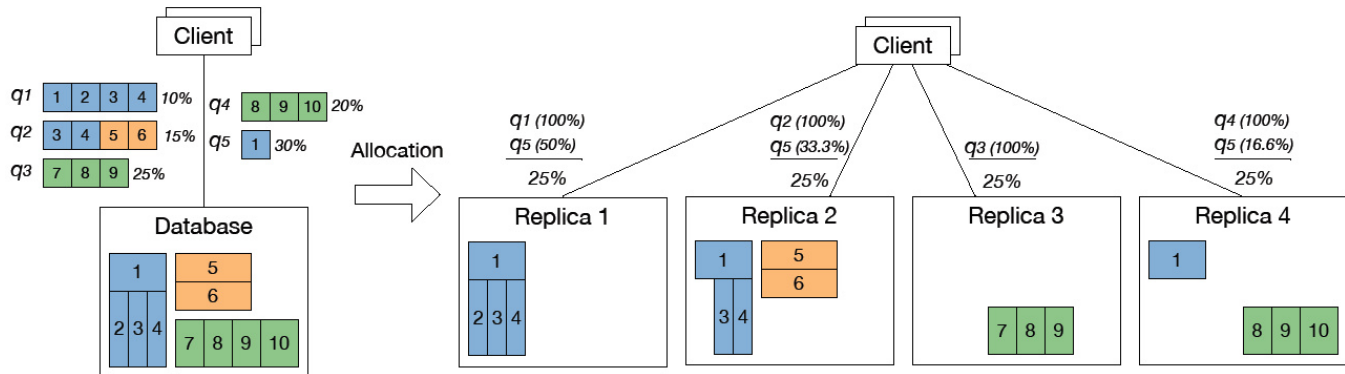 Client
q1 1 2 3 4 10%
q2 3 4 5 6 15%
q3 7 8 9 25%
q4 8 9 10 20%
q5 1 30%
Database
1
2 3 4
5
6
7 8 9 10
Allocation
Client
q1 (100%)
q5 (50%)
25%
q2 (100%)
q5 (33.3%)
25%
q3 (100%)
25%
q4 (100%)
q5 (16.6%)
25%
Replica 1
1
2 3 4
Replica 2
1
3 4
5
6
Replica 3
7 8 9
Replica 4
1
8 9 10